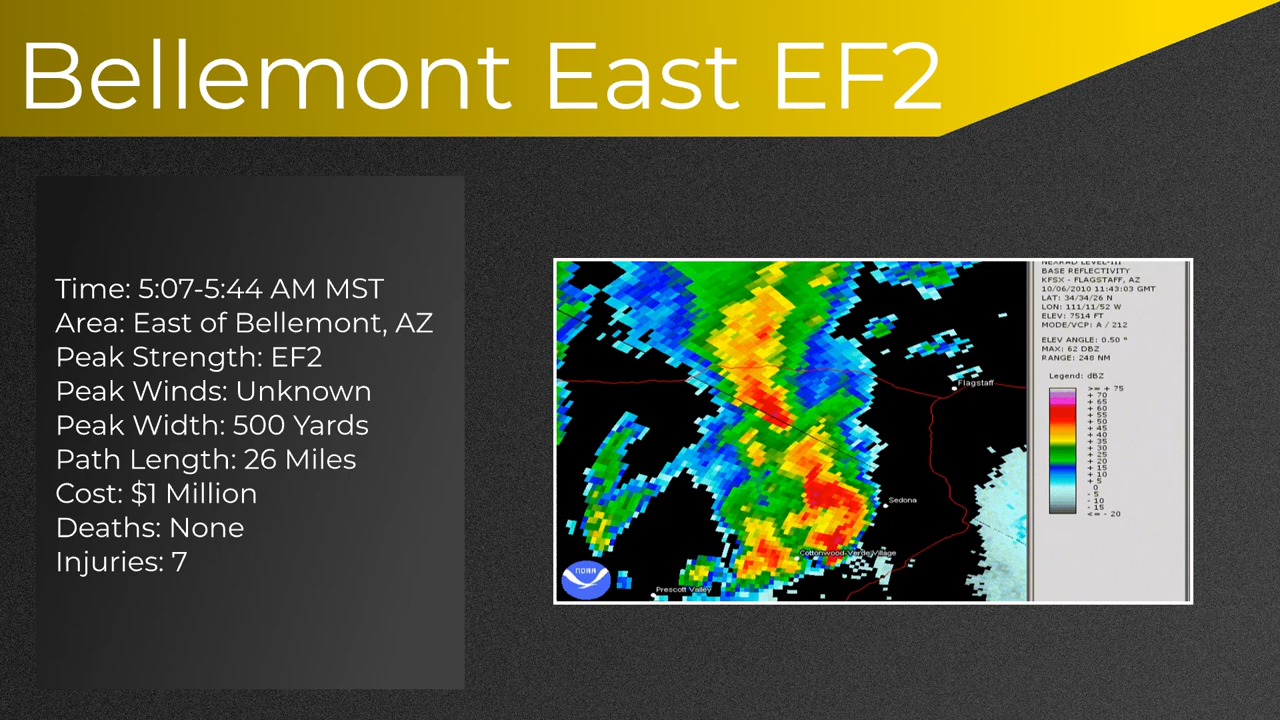 Bellemont East EF2
Time: 5:07-5:44 AM MST
Area: East of Bellemont, AZ
Peak Strength: EF2
Peak Winds: Unknown
Peak Width: 500 Yards
Path Length: 26 Miles
Cost: $1 Million
Deaths: None
Injuries: 7
Flagstaff
Sedona
Cottonwood-Verde Village
Prescott Valley
NOAA
NEXRAD LEVEL-III
BASE REFLECTIVITY
KFSX - FLAGSTAFF, AZ
10/06/2010 11:43:03 GMT
LAT: 34/34/26 N
LON: 111/11/52 W
ELEV: 7514 FT
MODE/VCP: A / 212
ELEV ANGLE: 0.50 °
MAX: 62 DBZ
RANGE: 248 NM
Legend: dBZ
>= + 75
+ 70
+ 65
+ 60
+ 55
+ 50
+ 45
+ 40
+ 35
+ 30
+ 25
+ 20
+ 15
+ 10
+ 5
0
- 5
- 10
- 15
<= - 20